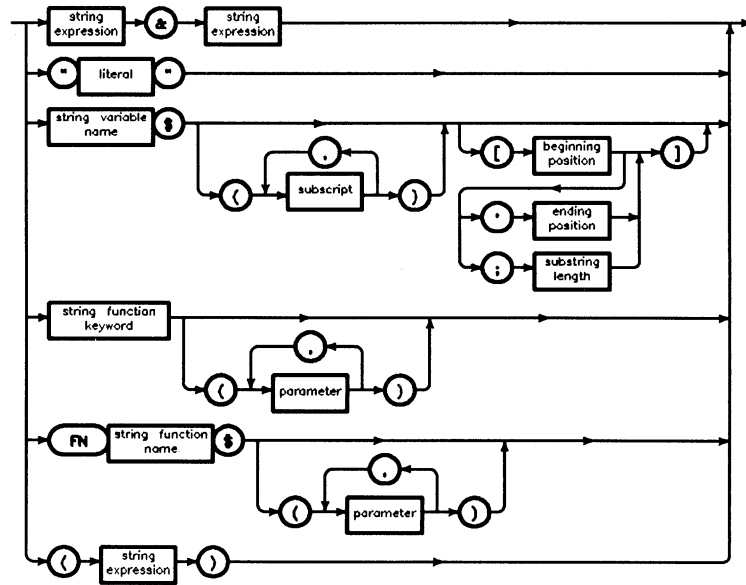 string expression & string expression
" literal "
string variable name $ ( , subscript ) [ beginning position ]
, ending position
; substring length
string function keyword ( , parameter )
FN string function name $ ( , parameter )
( string expression )